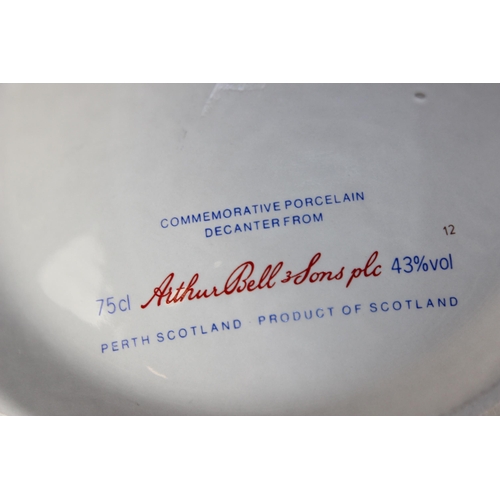 COMMEMORATIVE PORCELAIN
DECANTER FROM
12
75cl Arthur Bell & Sons plc 43%vol
PERTH SCOTLAND · PRODUCT OF SCOTLAND